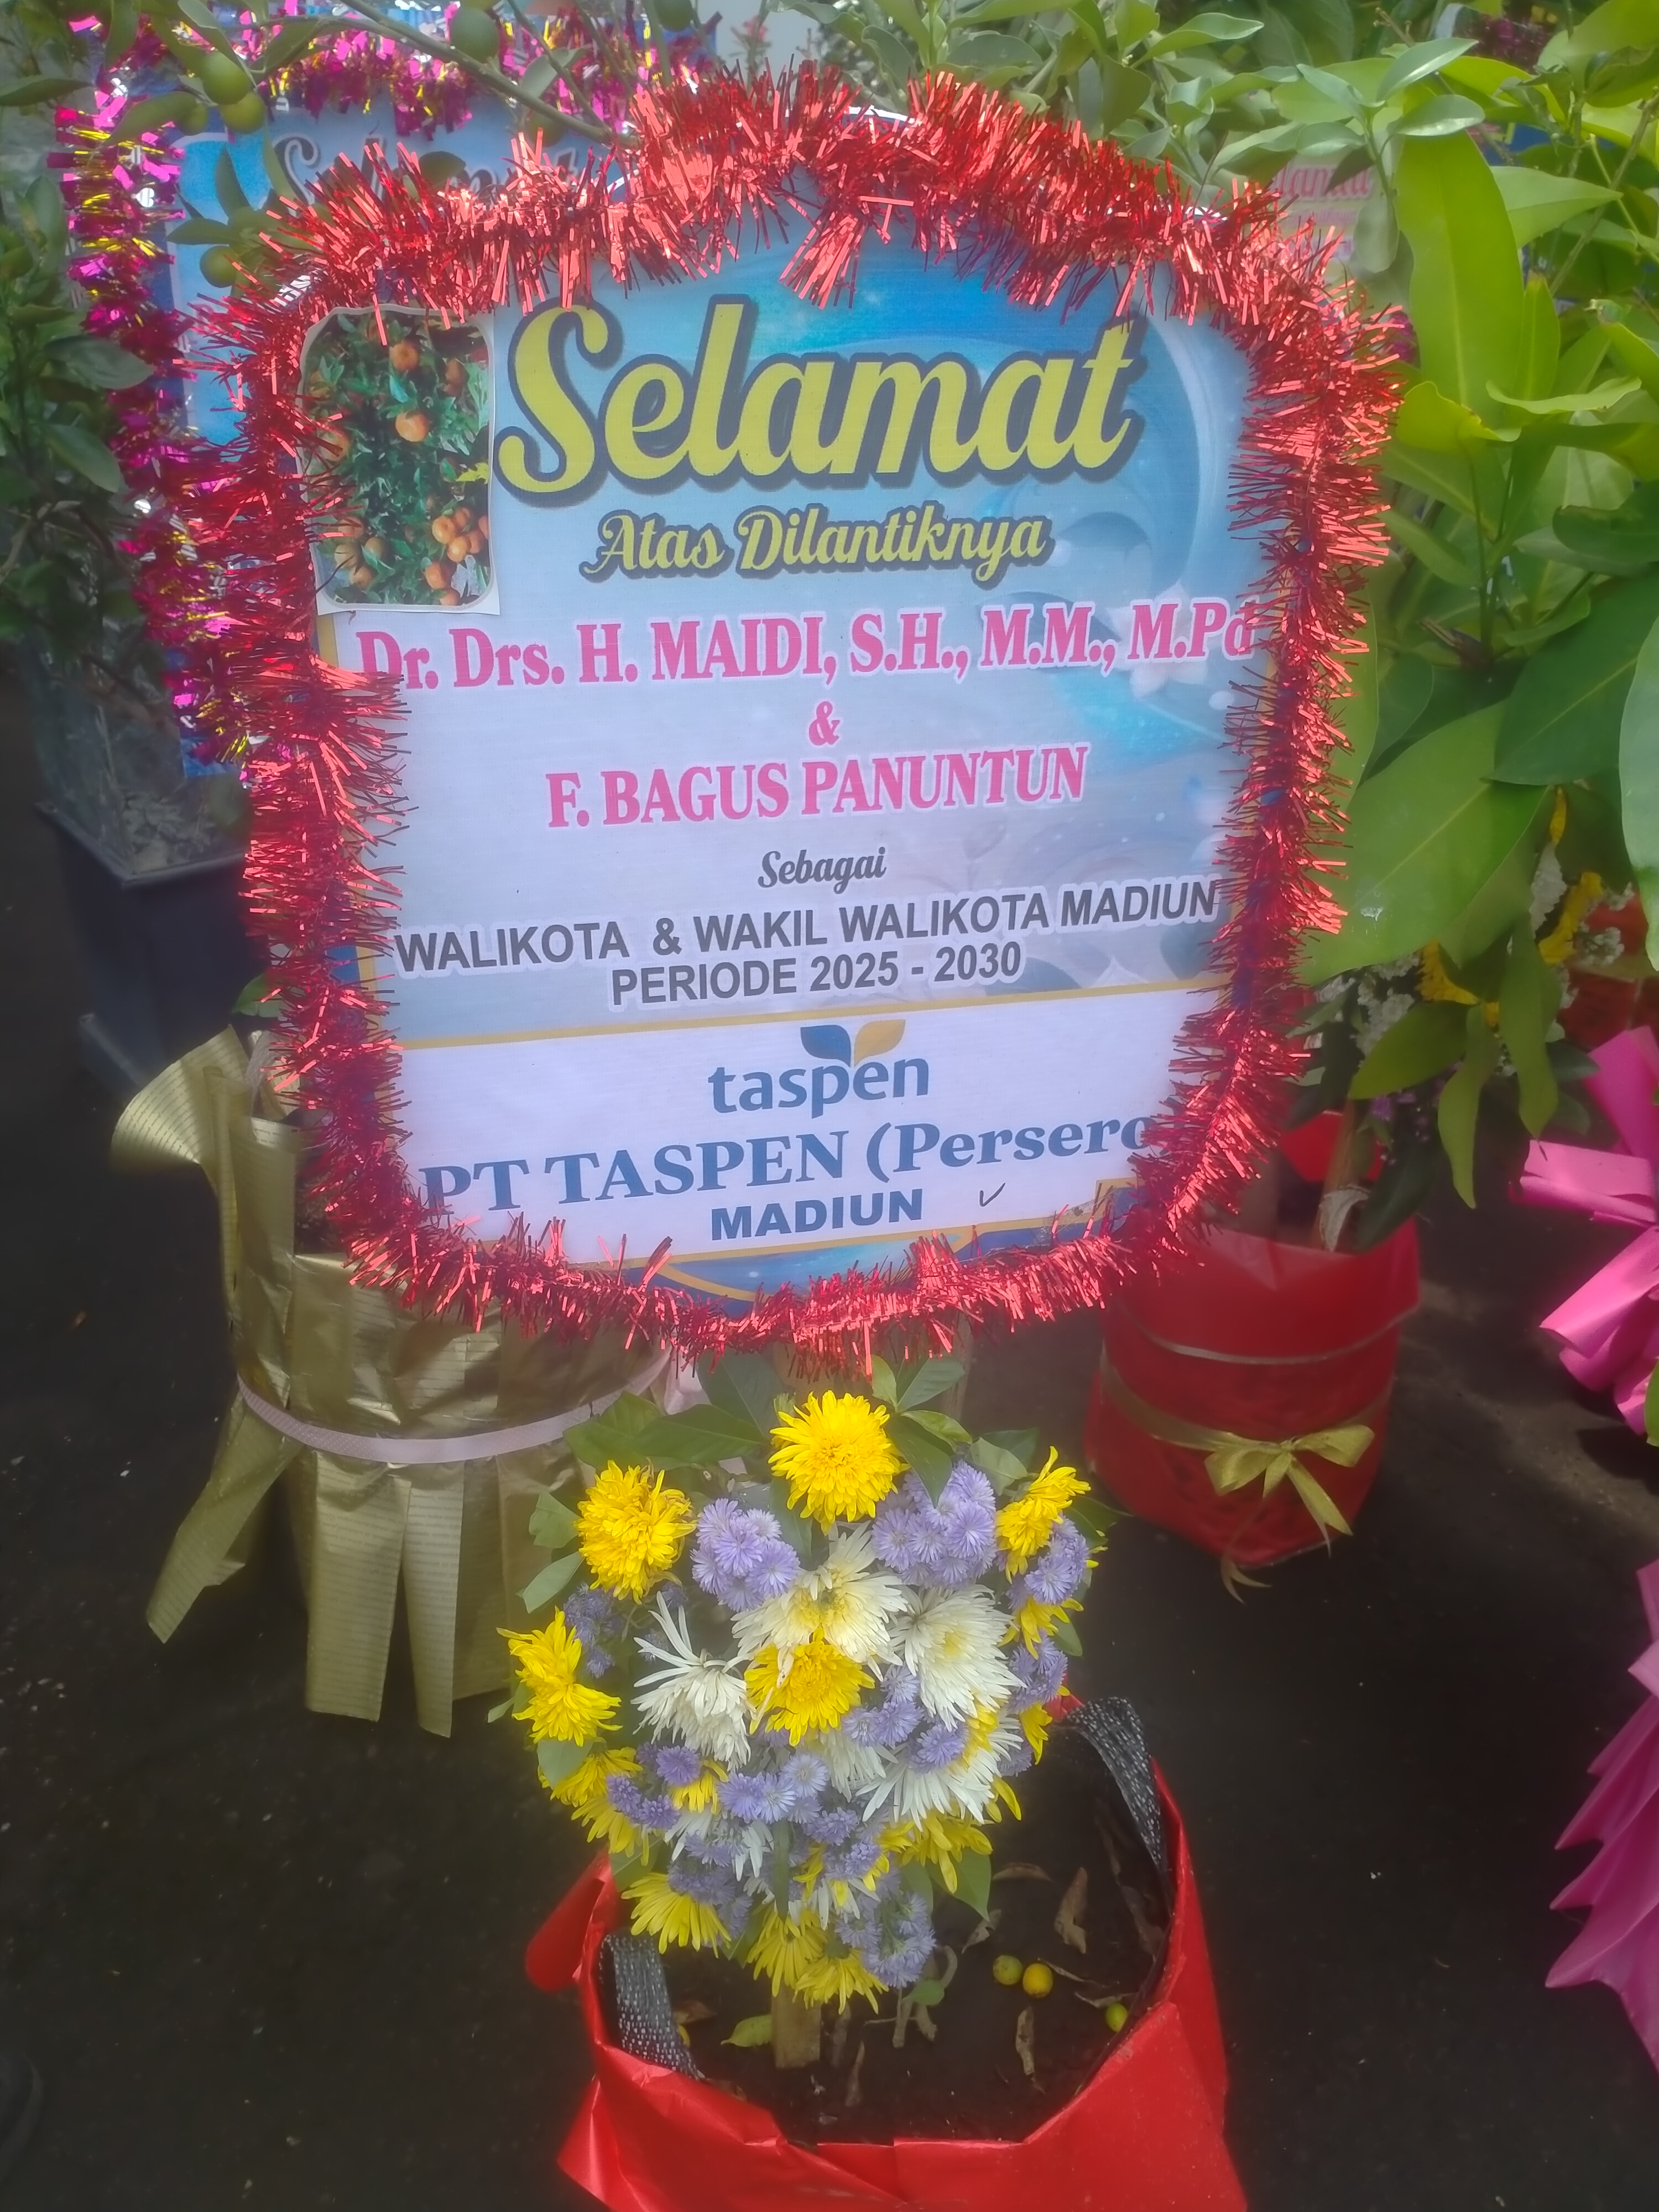 Selamat
Atas Dilantiknya
Dr. Drs. H. MAIDI, S.H., M.M., M.Pd
&
F. BAGUS PANUNTUN
Sebagai
WALIKOTA & WAKIL WALIKOTA MADIUN
PERIODE 2025 - 2030
taspen
PT TASPEN (Persero
MADIUN
Selamat